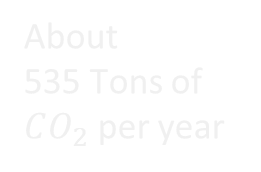 About
535 Tons of
𝐶𝑂₂ per year